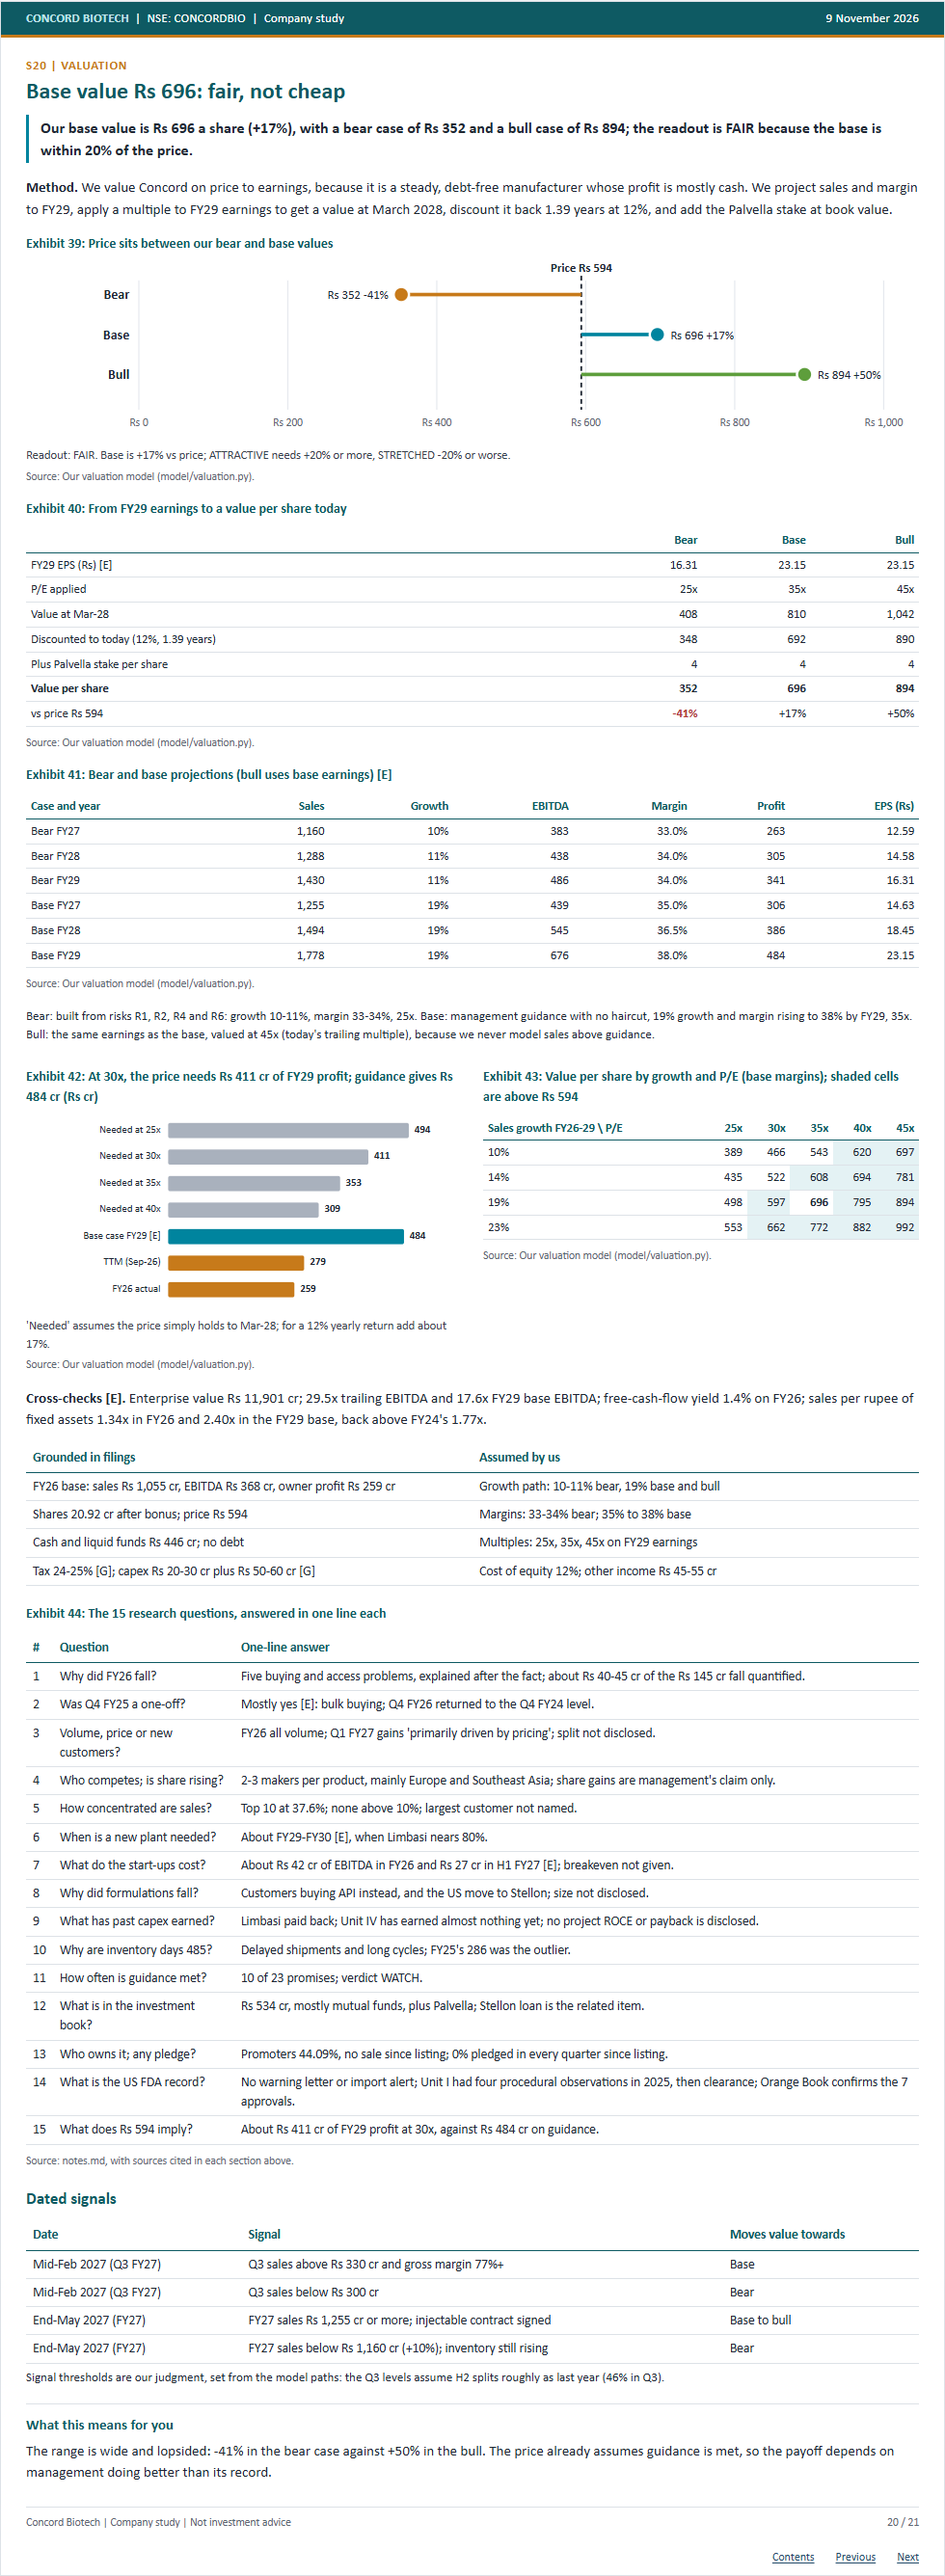 CONCORD BIOTECH | NSE: CONCORDBIO | Company study 9 November 2026
S20 | VALUATION
Base value Rs 696: fair, not cheap
Our base value is Rs 696 a share (+17%), with a bear case of Rs 352 and a bull case of Rs 894; the readout is FAIR because the base is
within 20% of the price.
Method. We value Concord on price to earnings, because it is a steady, debt-free manufacturer whose profit is mostly cash. We project sales and margin
to FY29, apply a multiple to FY29 earnings to get a value at March 2028, discount it back 1.39 years at 12%, and add the Palvella stake at book value.
Exhibit 39: Price sits between our bear and base values
Price Rs 594
Bear Rs 352 -41%
Base Rs 696 +17%
Bull Rs 894 +50%
Rs 0 Rs 200 Rs 400 Rs 600 Rs 800 Rs 1,000
Readout: FAIR. Base is +17% vs price; ATTRACTIVE needs +20% or more, STRETCHED -20% or worse.
Source: Our valuation model (model/valuation.py).
Exhibit 40: From FY29 earnings to a value per share today
Bear Base Bull
FY29 EPS (Rs) [E] 16.31 23.15 23.15
P/E applied 25x 35x 45x
Value at Mar-28 408 810 1,042
Discounted to today (12%, 1.39 years) 348 692 890
Plus Palvella stake per share 4 4 4
Value per share 352 696 894
vs price Rs 594 -41% +17% +50%
Source: Our valuation model (model/valuation.py).
Exhibit 41: Bear and base projections (bull uses base earnings) [E]
Case and year Sales Growth EBITDA Margin Profit EPS (Rs)
Bear FY27 1,160 10% 383 33.0% 263 12.59
Bear FY28 1,288 11% 438 34.0% 305 14.58
Bear FY29 1,430 11% 486 34.0% 341 16.31
Base FY27 1,255 19% 439 35.0% 306 14.63
Base FY28 1,494 19% 545 36.5% 386 18.45
Base FY29 1,778 19% 676 38.0% 484 23.15
Source: Our valuation model (model/valuation.py).
Bear: built from risks R1, R2, R4 and R6: growth 10-11%, margin 33-34%, 25x. Base: management guidance with no haircut, 19% growth and margin rising to 38% by FY29, 35x.
Bull: the same earnings as the base, valued at 45x (today's trailing multiple), because we never model sales above guidance.
Exhibit 42: At 30x, the price needs Rs 411 cr of FY29 profit; guidance gives Rs
484 cr (Rs cr)
Needed at 25x 494
Needed at 30x 411
Needed at 35x 353
Needed at 40x 309
Base case FY29 [E] 484
TTM (Sep-26) 279
FY26 actual 259
'Needed' assumes the price simply holds to Mar-28; for a 12% yearly return add about
17%.
Source: Our valuation model (model/valuation.py).
Exhibit 43: Value per share by growth and P/E (base margins); shaded cells
are above Rs 594
Sales growth FY26-29 \ P/E 25x 30x 35x 40x 45x
10% 389 466 543 620 697
14% 435 522 608 694 781
19% 498 597 696 795 894
23% 553 662 772 882 992
Source: Our valuation model (model/valuation.py).
Cross-checks [E]. Enterprise value Rs 11,901 cr; 29.5x trailing EBITDA and 17.6x FY29 base EBITDA; free-cash-flow yield 1.4% on FY26; sales per rupee of
fixed assets 1.34x in FY26 and 2.40x in the FY29 base, back above FY24's 1.77x.
Grounded in filings Assumed by us
FY26 base: sales Rs 1,055 cr, EBITDA Rs 368 cr, owner profit Rs 259 cr Growth path: 10-11% bear, 19% base and bull
Shares 20.92 cr after bonus; price Rs 594 Margins: 33-34% bear; 35% to 38% base
Cash and liquid funds Rs 446 cr; no debt Multiples: 25x, 35x, 45x on FY29 earnings
Tax 24-25% [G]; capex Rs 20-30 cr plus Rs 50-60 cr [G] Cost of equity 12%; other income Rs 45-55 cr
Exhibit 44: The 15 research questions, answered in one line each
# Question One-line answer
1 Why did FY26 fall? Five buying and access problems, explained after the fact; about Rs 40-45 cr of the Rs 145 cr fall quantified.
2 Was Q4 FY25 a one-off? Mostly yes [E]: bulk buying; Q4 FY26 returned to the Q4 FY24 level.
3 Volume, price or new
customers? FY26 all volume; Q1 FY27 gains 'primarily driven by pricing'; split not disclosed.
4 Who competes; is share rising? 2-3 makers per product, mainly Europe and Southeast Asia; share gains are management's claim only.
5 How concentrated are sales? Top 10 at 37.6%; none above 10%; largest customer not named.
6 When is a new plant needed? About FY29-FY30 [E], when Limbasi nears 80%.
7 What do the start-ups cost? About Rs 42 cr of EBITDA in FY26 and Rs 27 cr in H1 FY27 [E]; breakeven not given.
8 Why did formulations fall? Customers buying API instead, and the US move to Stellon; size not disclosed.
9 What has past capex earned? Limbasi paid back; Unit IV has earned almost nothing yet; no project ROCE or payback is disclosed.
10 Why are inventory days 485? Delayed shipments and long cycles; FY25's 286 was the outlier.
11 How often is guidance met? 10 of 23 promises; verdict WATCH.
12 What is in the investment
book? Rs 534 cr, mostly mutual funds, plus Palvella; Stellon loan is the related item.
13 Who owns it; any pledge? Promoters 44.09%, no sale since listing; 0% pledged in every quarter since listing.
14 What is the US FDA record? No warning letter or import alert; Unit I had four procedural observations in 2025, then clearance; Orange Book confirms the 7
approvals.
15 What does Rs 594 imply? About Rs 411 cr of FY29 profit at 30x, against Rs 484 cr on guidance.
Source: notes.md, with sources cited in each section above.
Dated signals
Date Signal Moves value towards
Mid-Feb 2027 (Q3 FY27) Q3 sales above Rs 330 cr and gross margin 77%+ Base
Mid-Feb 2027 (Q3 FY27) Q3 sales below Rs 300 cr Bear
End-May 2027 (FY27) FY27 sales Rs 1,255 cr or more; injectable contract signed Base to bull
End-May 2027 (FY27) FY27 sales below Rs 1,160 cr (+10%); inventory still rising Bear
Signal thresholds are our judgment, set from the model paths: the Q3 levels assume H2 splits roughly as last year (46% in Q3).
What this means for you
The range is wide and lopsided: -41% in the bear case against +50% in the bull. The price already assumes guidance is met, so the payoff depends on
management doing better than its record.
Concord Biotech | Company study | Not investment advice 20 / 21
Contents Previous Next